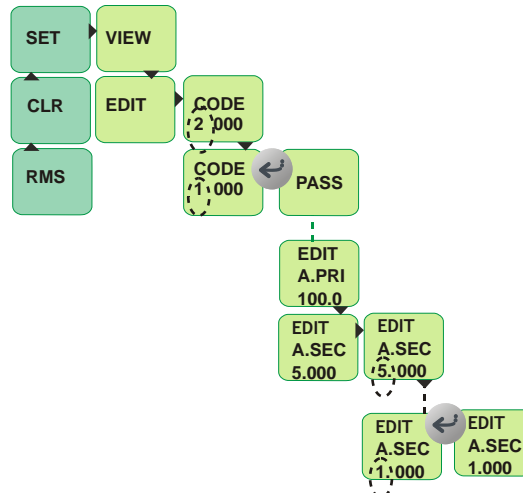 SET
VIEW
CLR
EDIT
CODE
2 000
RMS
CODE
1 000
PASS
EDIT
A.PRI
100.0
EDIT
A.SEC
5.000
EDIT
A.SEC
5.000
EDIT
A.SEC
1.000
EDIT
A.SEC
1.000